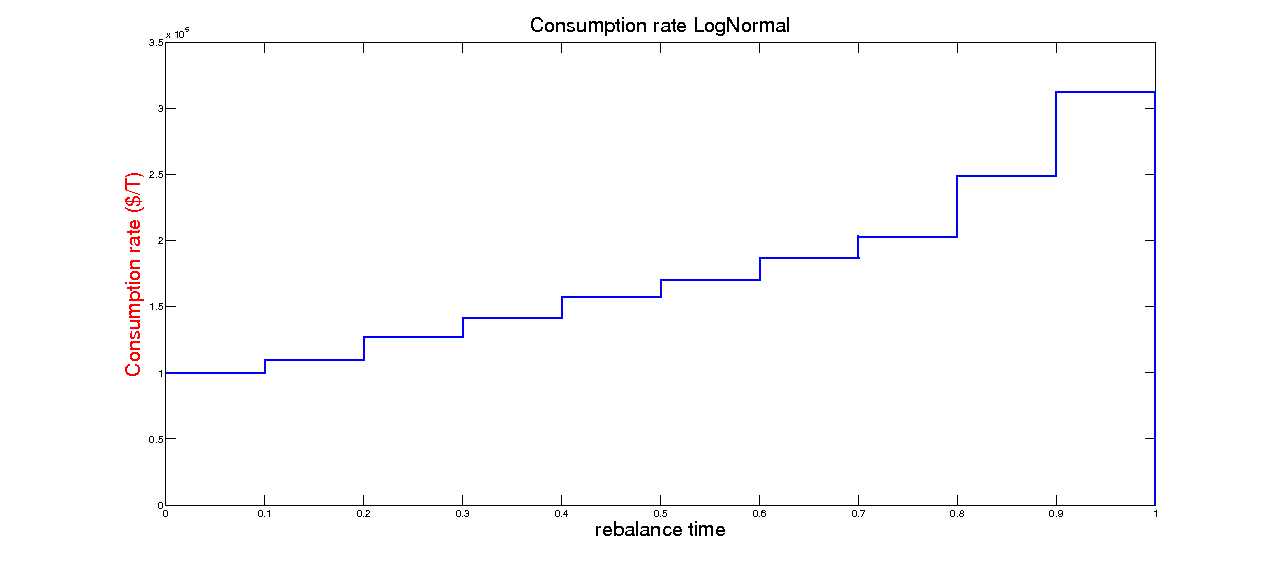 Consumption rate LogNormal
x 10^5
3.5
3
2.5
2
1.5
1
0.5
0
Consumption rate ($/T)
0 0.1 0.2 0.3 0.4 0.5 0.6 0.7 0.8 0.9 1
rebalance time